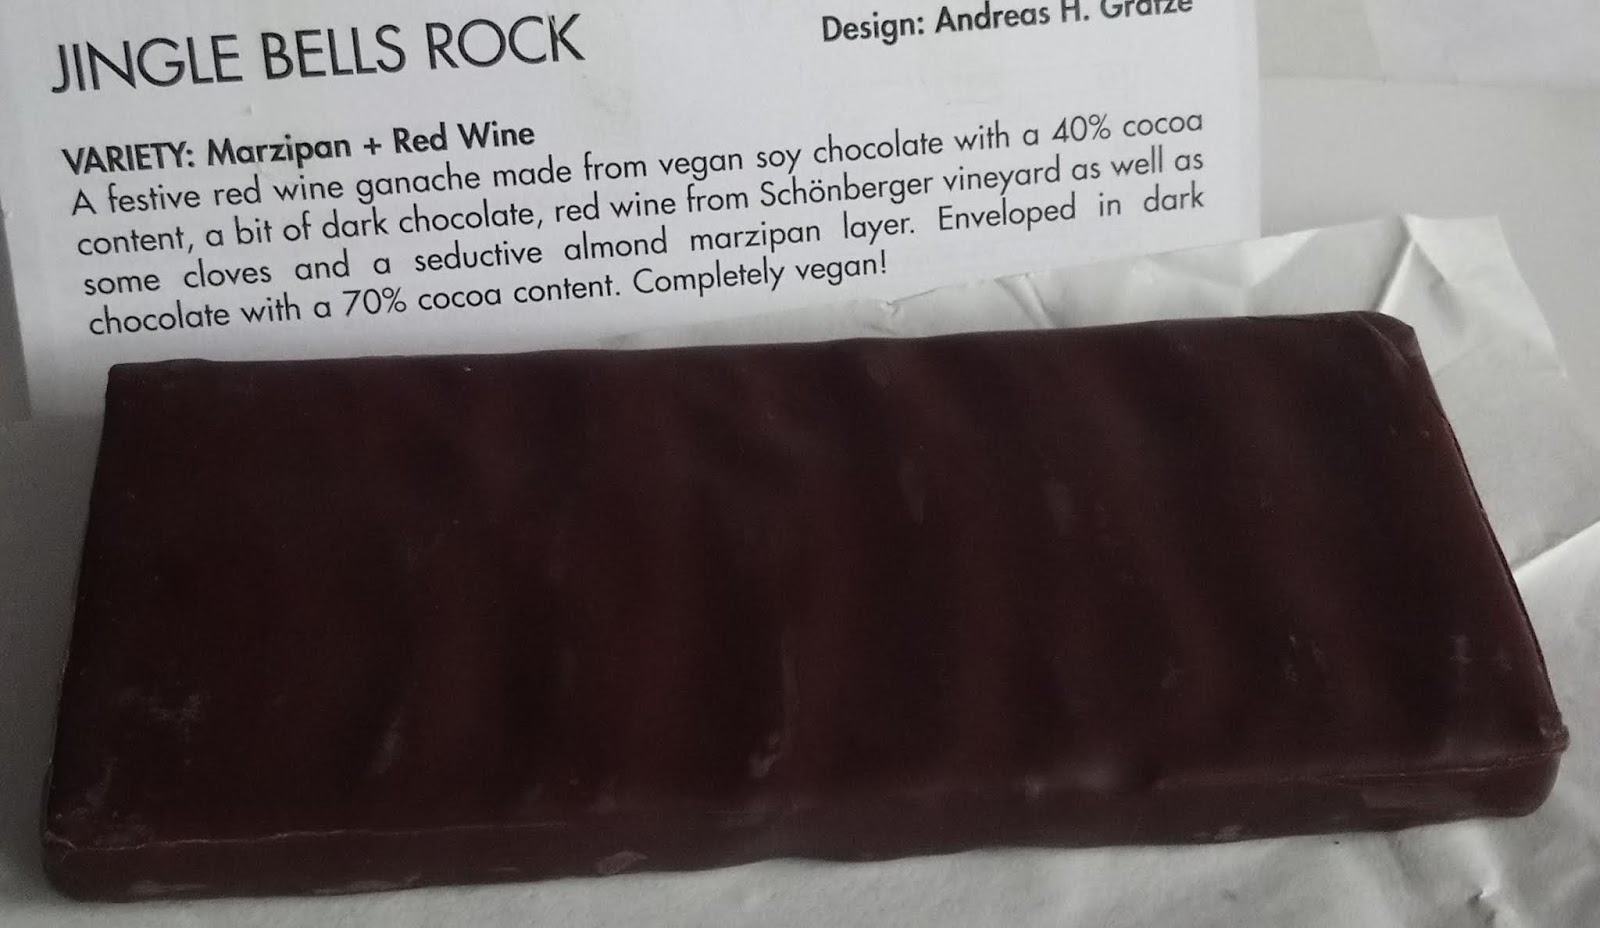 JINGLE BELLS ROCK
Design: Andreas H. Gratze
VARIETY: Marzipan + Red Wine
A festive red wine ganache made from vegan soy chocolate with a 40% cocoa
content, a bit of dark chocolate, red wine from Schönberger vineyard as well as
some cloves and a seductive almond marzipan layer. Enveloped in dark
chocolate with a 70% cocoa content. Completely vegan!